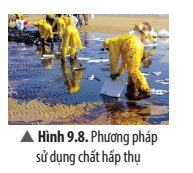 ▲ Hình 9.8. Phương pháp
sử dụng chất hấp thụ